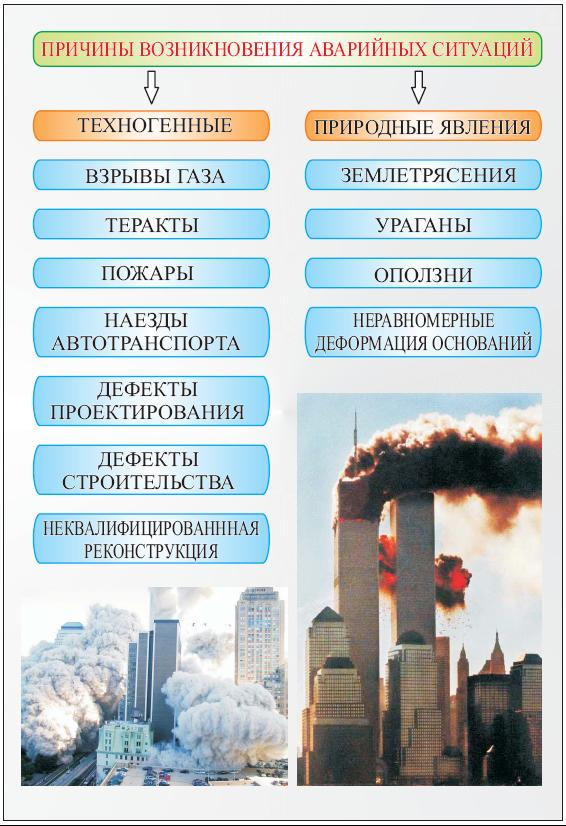 ПРИЧИНЫ ВОЗНИКНОВЕНИЯ АВАРИЙНЫХ СИТУАЦИЙ
ТЕХНОГЕННЫЕ
ВЗРЫВЫ ГАЗА
ТЕРАКТЫ
ПОЖАРЫ
НАЕЗДЫ
АВТОТРАНСПОРТА
ДЕФЕКТЫ
ПРОЕКТИРОВАНИЯ
ДЕФЕКТЫ
СТРОИТЕЛЬСТВА
НЕКВАЛИФИЦИРОВАНННАЯ
РЕКОНСТРУКЦИЯ
ПРИРОДНЫЕ ЯВЛЕНИЯ
ЗЕМЛЕТРЯСЕНИЯ
УРАГАНЫ
ОПОЛЗНИ
НЕРАВНОМЕРНЫЕ
ДЕФОРМАЦИЯ ОСНОВАНИЙ